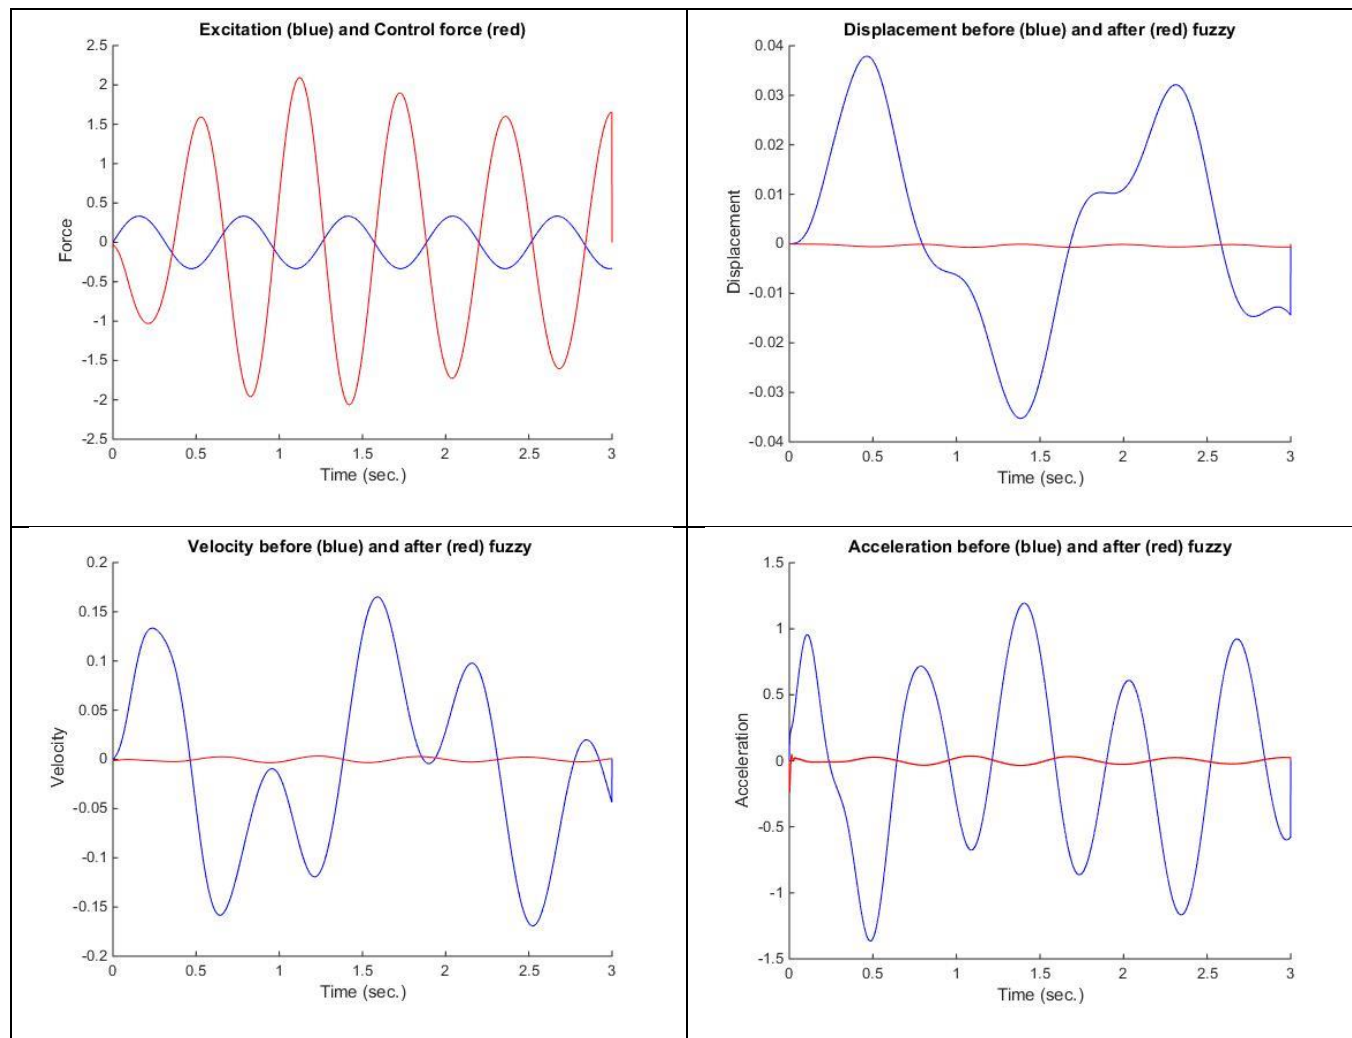 Excitation (blue) and Control force (red)
2.5
2
1.5
1
0.5
0
-0.5
-1
-1.5
-2
-2.5
Force
0 0.5 1 1.5 2 2.5 3
Time (sec.)
Displacement before (blue) and after (red) fuzzy
0.04
0.03
0.02
0.01
0
-0.01
-0.02
-0.03
-0.04
Displacement
0 0.5 1 1.5 2 2.5 3
Time (sec.)
Velocity before (blue) and after (red) fuzzy
0.2
0.15
0.1
0.05
0
-0.05
-0.1
-0.15
-0.2
Velocity
0 0.5 1 1.5 2 2.5 3
Time (sec.)
Acceleration before (blue) and after (red) fuzzy
1.5
1
0.5
0
-0.5
-1
-1.5
Acceleration
0 0.5 1 1.5 2 2.5 3
Time (sec.)